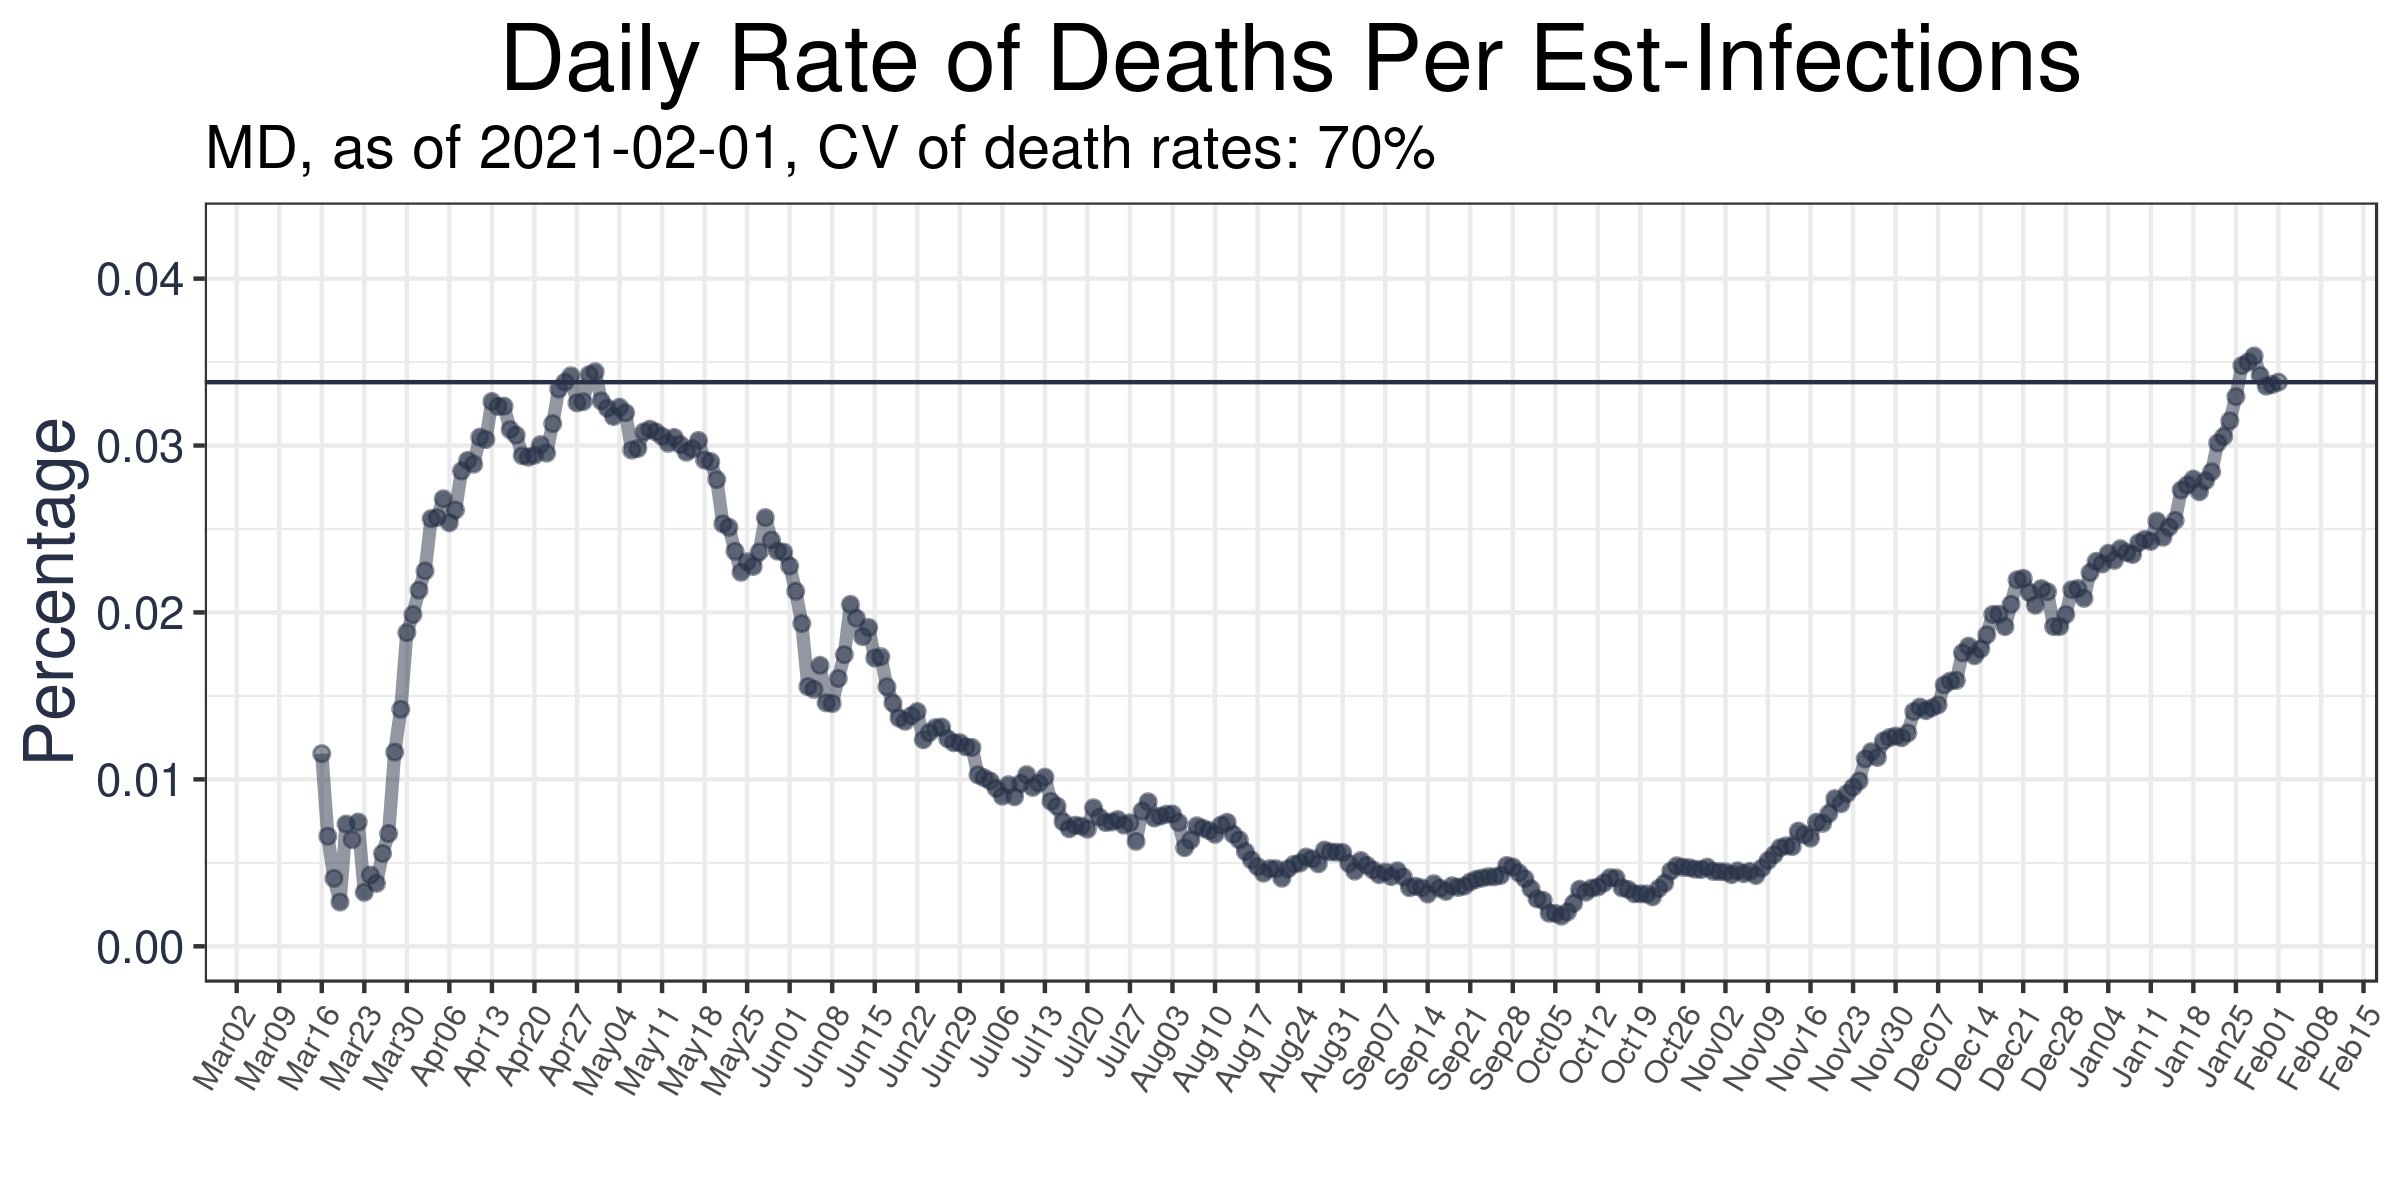 Daily Rate of Deaths Per Est-Infections
MD, as of 2021-02-01, CV of death rates: 70%
Percentage
0.04
0.03
0.02
0.01
0.00
Mar02
Mar09
Mar16
Mar23
Mar30
Apr06
Apr13
Apr20
Apr27
May04
May11
May18
May25
Jun01
Jun08
Jun15
Jun22
Jun29
Jul06
Jul13
Jul20
Jul27
Aug03
Aug10
Aug17
Aug24
Aug31
Sep07
Sep14
Sep21
Sep28
Oct05
Oct12
Oct19
Oct26
Nov02
Nov09
Nov16
Nov23
Nov30
Dec07
Dec14
Dec21
Dec28
Jan04
Jan11
Jan18
Jan25
Feb01
Feb08
Feb15